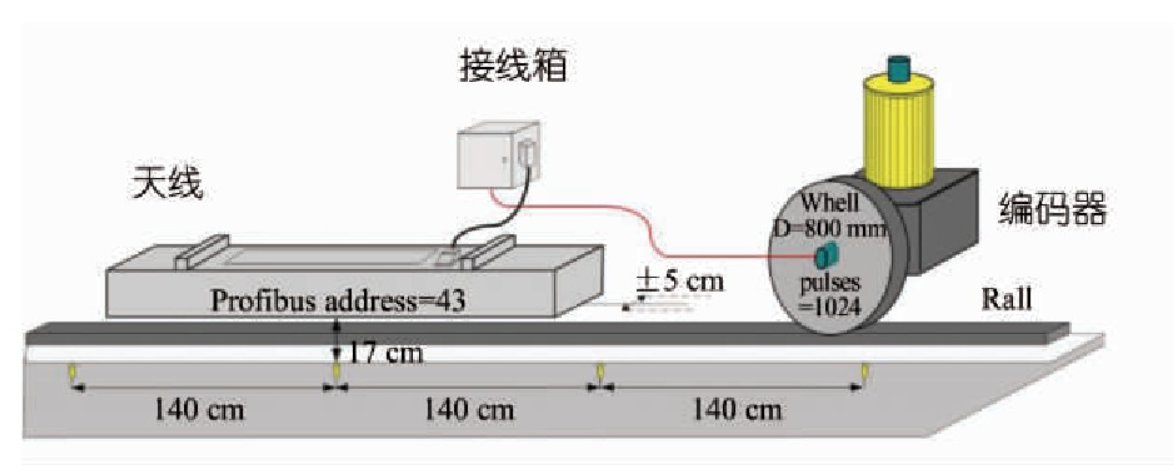 接线箱
天线
Whell
D=800 mm
编码器
pulses
=1024
±5 cm
Profibus address=43
Rall
17 cm
140 cm
140 cm
140 cm